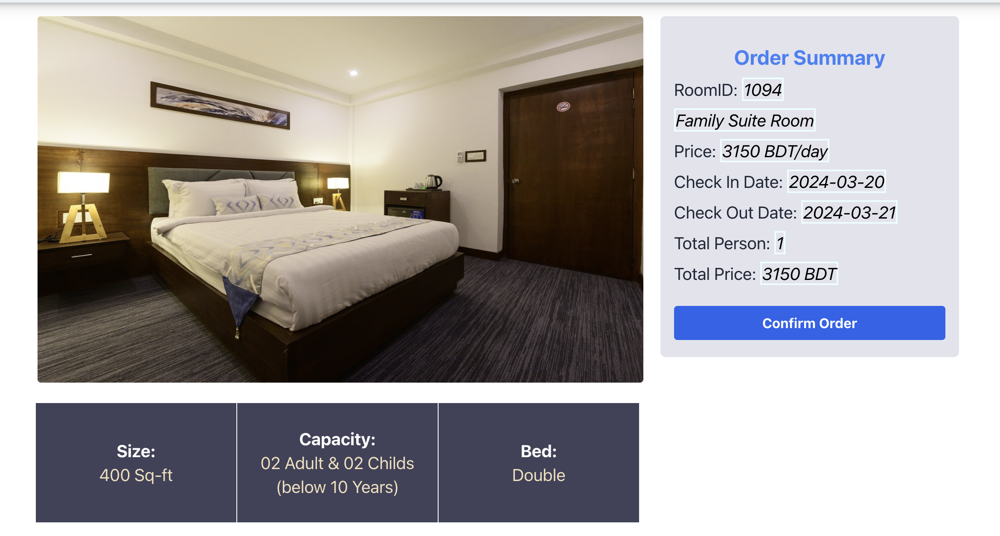 Order Summary
RoomID: 1094
Family Suite Room
Price: 3150 BDT/day
Check In Date: 2024-03-20
Check Out Date: 2024-03-21
Total Person: 1
Total Price: 3150 BDT
Confirm Order
Size:
400 Sq-ft
Capacity:
02 Adult & 02 Childs
(below 10 Years)
Bed:
Double